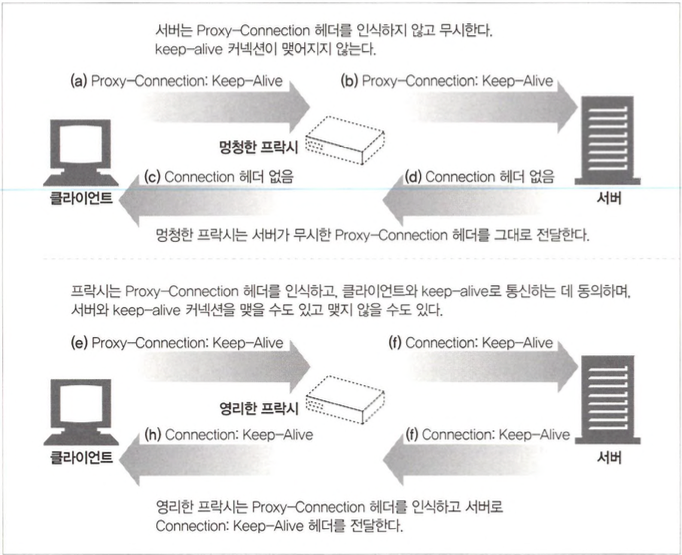 서버는 Proxy-Connection 헤더를 인식하지 않고 무시한다.
keep-alive 커넥션이 맺어지지 않는다.
(a) Proxy-Connection: Keep-Alive
(b) Proxy-Connection: Keep-Alive
멍청한 프락시
(c) Connection 헤더 없음
(d) Connection 헤더 없음
클라이언트
서버
멍청한 프락시는 서버가 무시한 Proxy-Connection 헤더를 그대로 전달한다.
프락시는 Proxy-Connection 헤더를 인식하고, 클라이언트와 keep-alive로 통신하는 데 동의하며,
서버와 keep-alive 커넥션을 맺을 수도 있고 맺지 않을 수도 있다.
(e) Proxy-Connection: Keep-Alive
(f) Connection: Keep-Alive
영리한 프락시
(h) Connection: Keep-Alive
(f) Connection: Keep-Alive
클라이언트
서버
영리한 프락시는 Proxy-Connection 헤더를 인식하고 서버로
Connection: Keep-Alive 헤더를 전달한다.